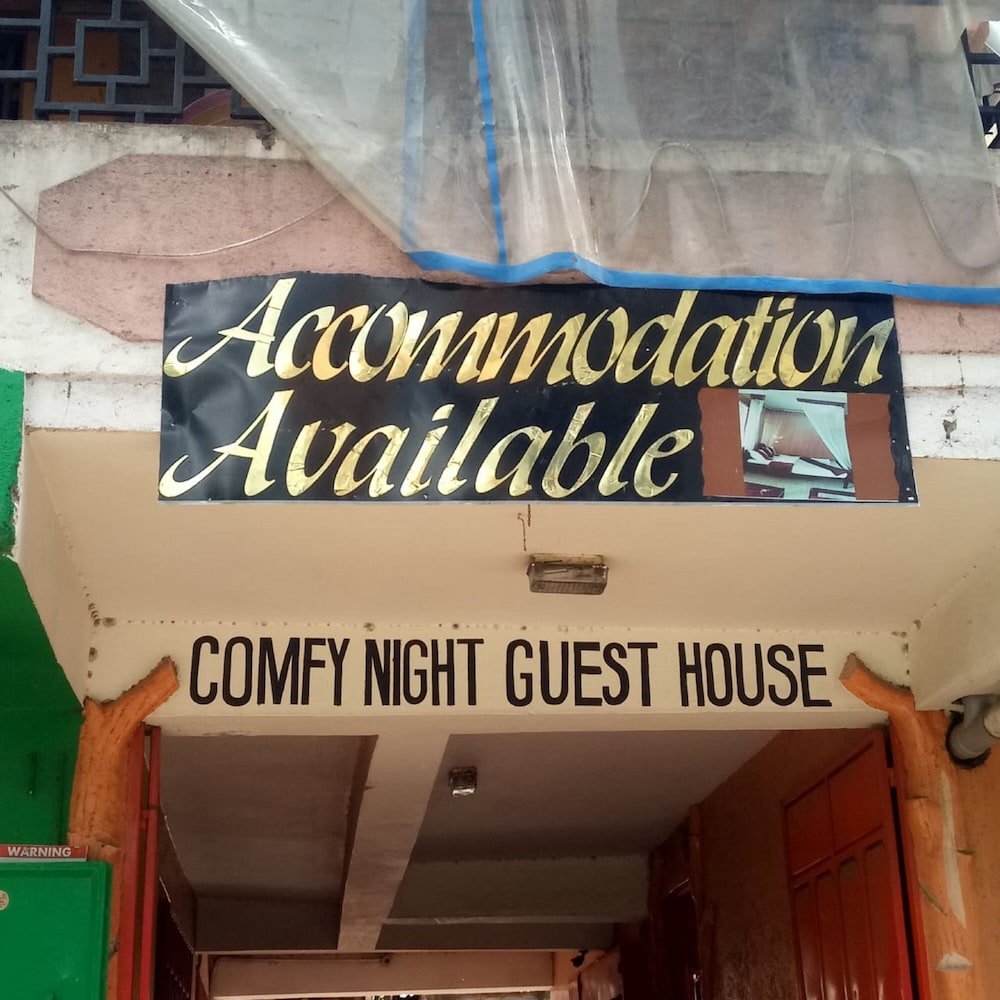 Accommodation
Available
COMFY NIGHT GUEST HOUSE
WARNING